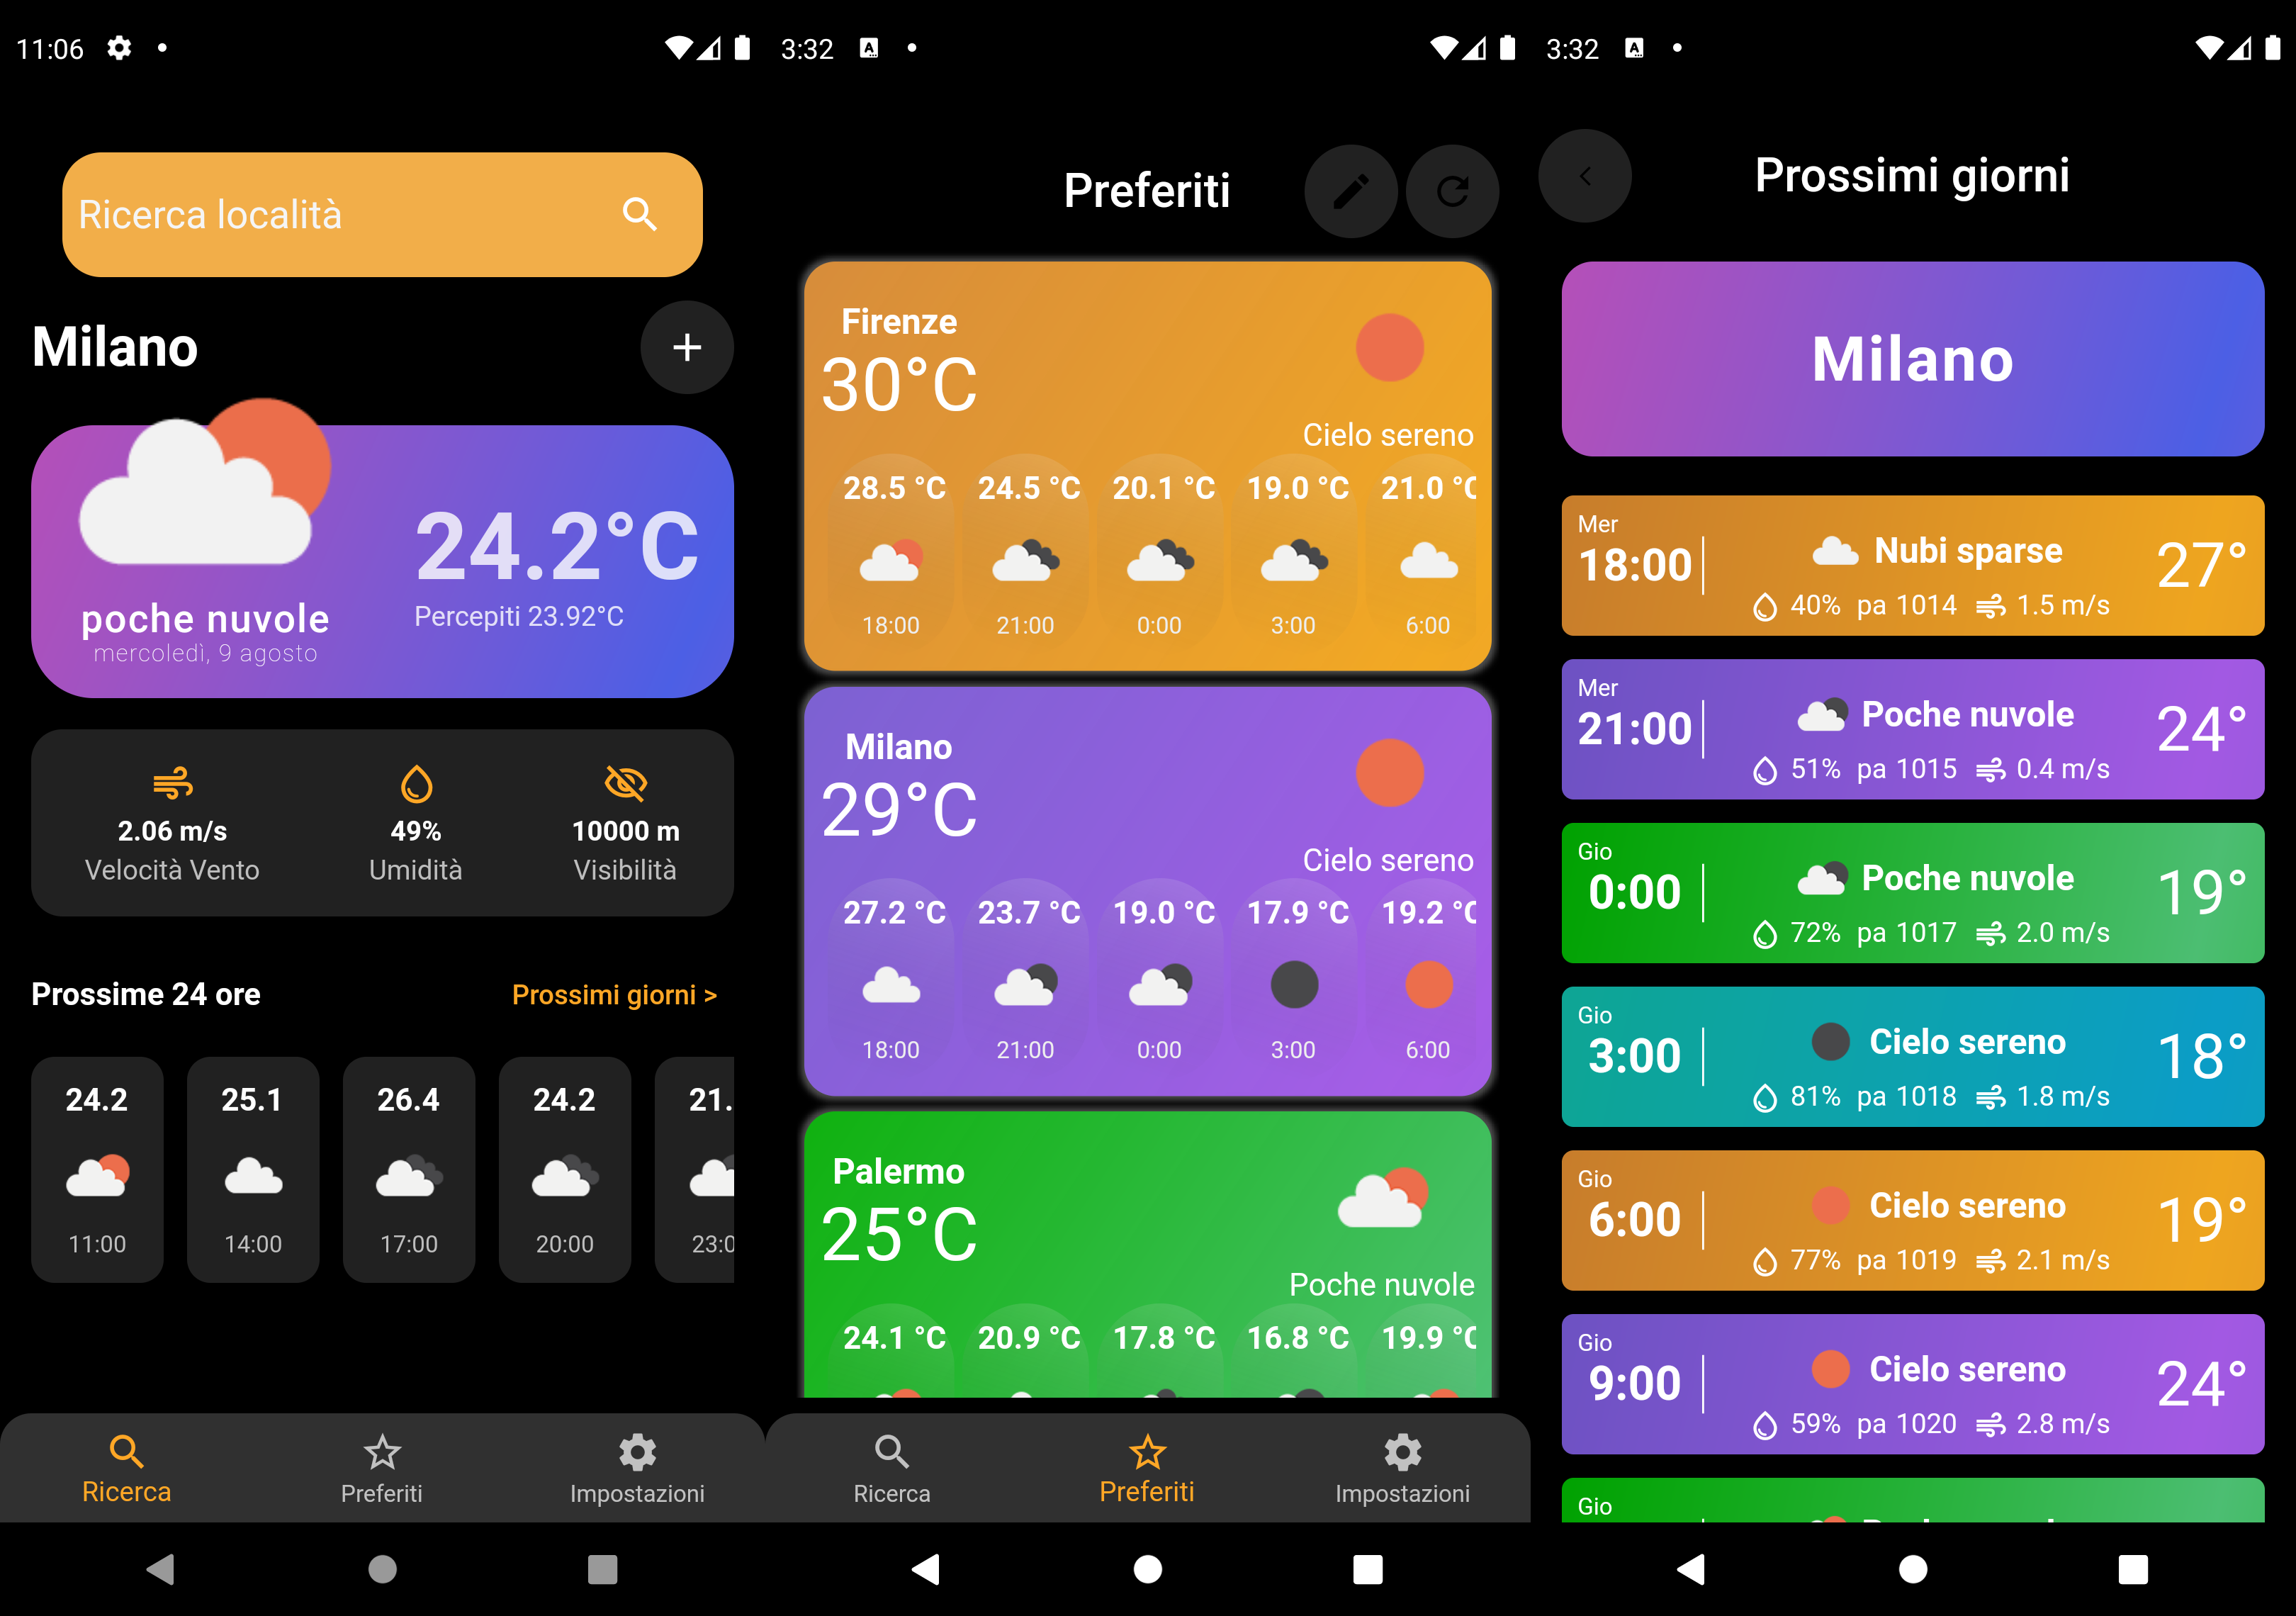 11:06
Ricerca località
Milano
24.2°C
Percepiti 23.92°C
poche nuvole
mercoledì, 9 agosto
2.06 m/s 49% 10000 m
Velocità Vento Umidità Visibilità
Prossime 24 ore Prossimi giorni >
24.2 25.1 26.4 24.2 21.
11:00 14:00 17:00 20:00 23:0
Ricerca Preferiti Impostazioni
3:32
Preferiti
Firenze
30°C
Cielo sereno
28.5 °C 24.5 °C 20.1 °C 19.0 °C 21.0 °C
18:00 21:00 0:00 3:00 6:00
Milano
29°C
Cielo sereno
27.2 °C 23.7 °C 19.0 °C 17.9 °C 19.2 °C
18:00 21:00 0:00 3:00 6:00
Palermo
25°C
Poche nuvole
24.1 °C 20.9 °C 17.8 °C 16.8 °C 19.9 °C
Ricerca Preferiti Impostazioni
3:32
Prossimi giorni
Milano
Mer
18:00 Nubi sparse 27°
40% pa 1014 1.5 m/s
Mer
21:00 Poche nuvole 24°
51% pa 1015 0.4 m/s
Gio
0:00 Poche nuvole 19°
72% pa 1017 2.0 m/s
Gio
3:00 Cielo sereno 18°
81% pa 1018 1.8 m/s
Gio
6:00 Cielo sereno 19°
77% pa 1019 2.1 m/s
Gio
9:00 Cielo sereno 24°
59% pa 1020 2.8 m/s
Gio